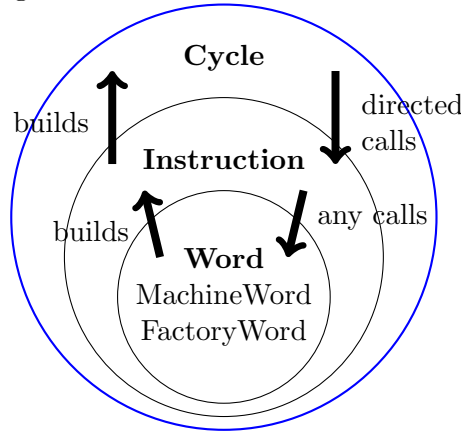 Cycle
builds
directed
calls
Instruction
builds
any calls
Word
MachineWord
FactoryWord